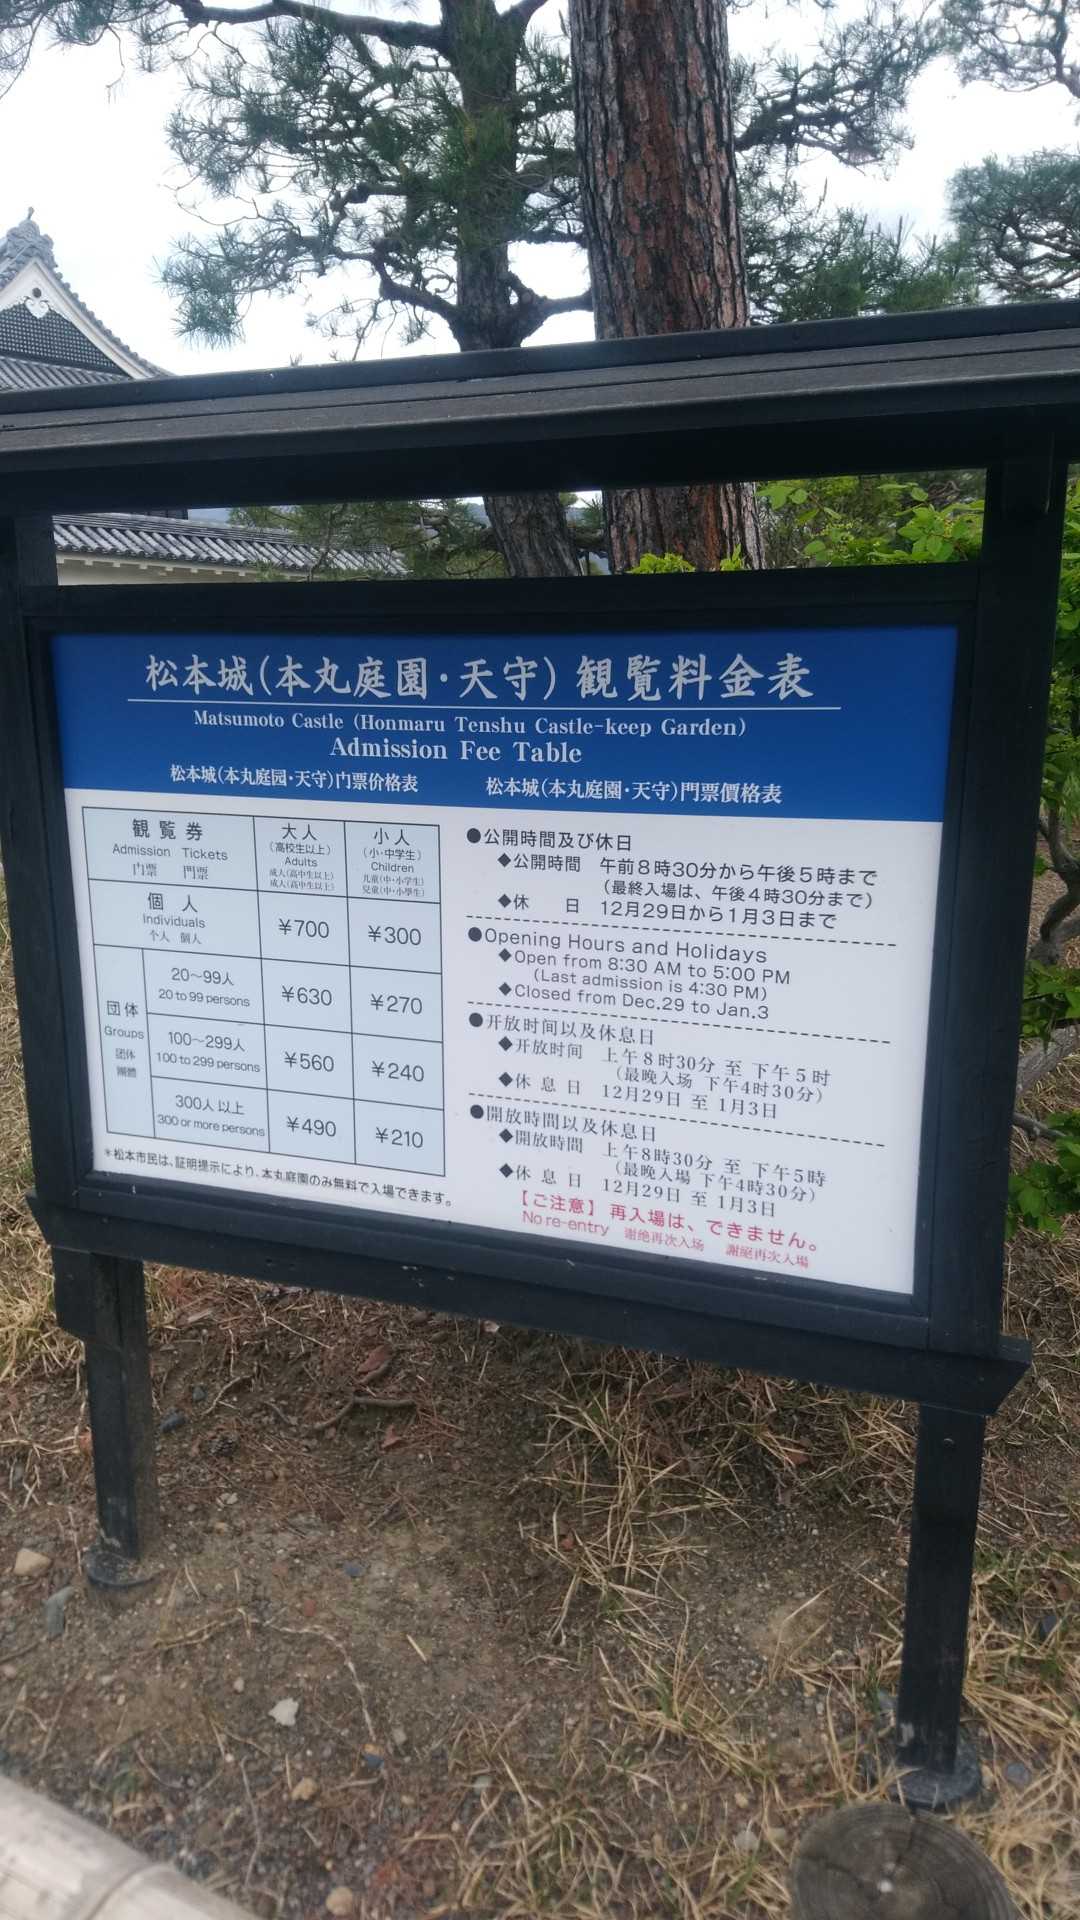 松本城(本丸庭園・天守)観覧料金表
Matsumoto Castle (Honmaru Tenshu Castle-keep Garden)
Admission Fee Table
松本城(本丸庭园・天守)门票价格表 松本城(本丸庭園・天守)門票價格表
観覧券
Admission Tickets
门票 門票
大人
(高校生以上)
Adults
成人(高中生以上)
成人(高中生以上)
小人
(小・中学生)
Children
儿童(中・小学生)
兒童(中・小學生)
個人
Individuals
个人 個人
¥700
¥300
団体
Groups
团体
團體
20～99人
20 to 99 persons
¥630
¥270
100～299人
100 to 299 persons
¥560
¥240
300人以上
300 or more persons
¥490
¥210
＊松本市民は、証明提示により、本丸庭園のみ無料で入場できます。
●公開時間及び休日
◆公開時間 午前8時30分から午後5時まで
(最終入場は、午後4時30分まで)
◆休 日 12月29日から1月3日まで
●Opening Hours and Holidays
◆Open from 8:30 AM to 5:00 PM
(Last admission is 4:30 PM)
◆Closed from Dec.29 to Jan.3
●开放时间以及休息日
◆开放时间 上午8时30分 至 下午5时
(最晚入场 下午4时30分)
◆休息日 12月29日 至 1月3日
●開放時間以及休息日
◆開放時間 上午8時30分 至 下午5時
(最晚入場 下午4時30分)
◆休息日 12月29日 至 1月3日
【ご注意】再入場は、できません。
No re-entry 谢绝再次入场 謝絕再次入場